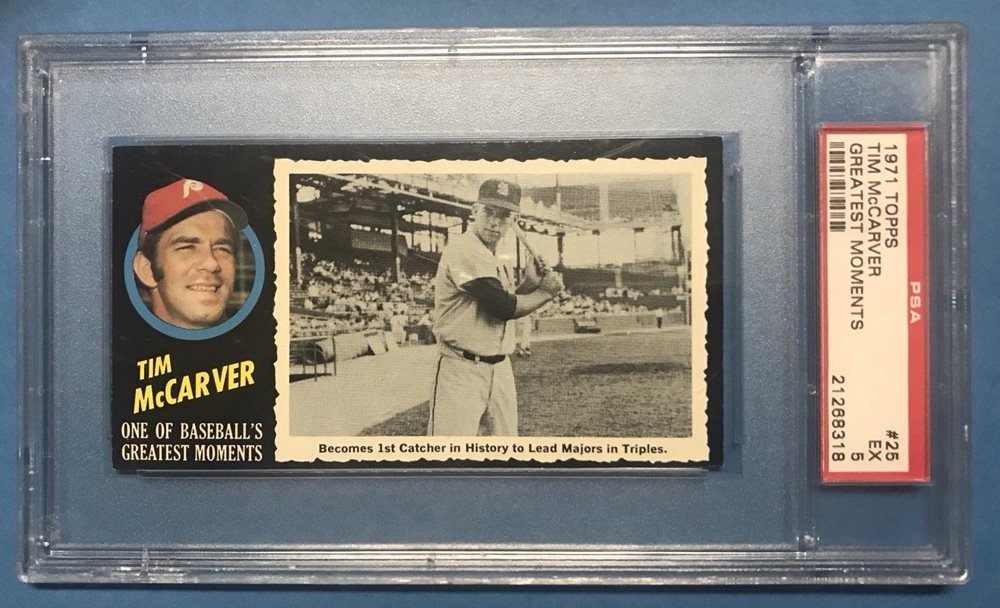 P
TIM
McCARVER
ONE OF BASEBALL'S
GREATEST MOMENTS
Becomes 1st Catcher in History to Lead Majors in Triples.
PSA
1971 TOPPS
TIM McCARVER
GREATEST MOMENTS
#25
EX
5
21268318